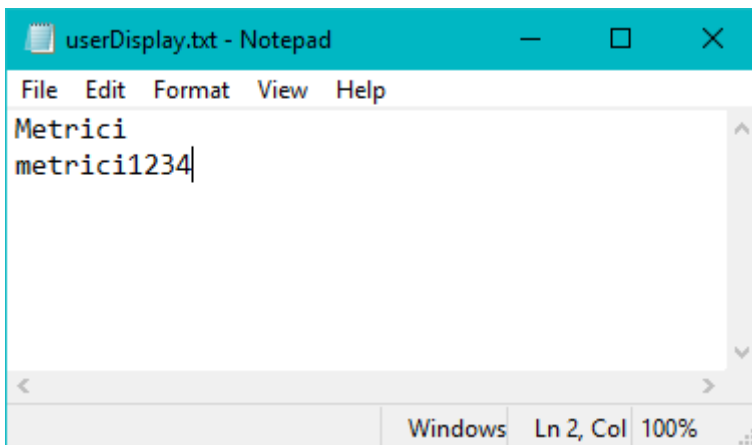 userDisplay.txt - Notepad
File Edit Format View Help
Metrici
metrici1234
Windows Ln 2, Col 100%